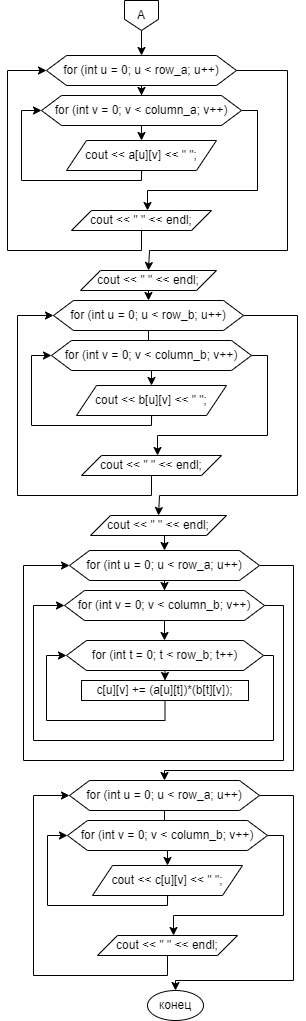 A
for (int u = 0; u < row_a; u++)
for (int v = 0; v < column_a; v++)
cout << a[u][v] << " ";
cout << " " << endl;
cout << " " << endl;
for (int u = 0; u < row_b; u++)
for (int v = 0; v < column_b; v++)
cout << b[u][v] << " ";
cout << " " << endl;
cout << " " << endl;
for (int u = 0; u < row_a; u++)
for (int v = 0; v < column_b; v++)
for (int t = 0; t < row_b; t++)
c[u][v] += (a[u][t])*(b[t][v]);
for (int u = 0; u < row_a; u++)
for (int v = 0; v < column_b; v++)
cout << c[u][v] << " ";
cout << " " << endl;
конец